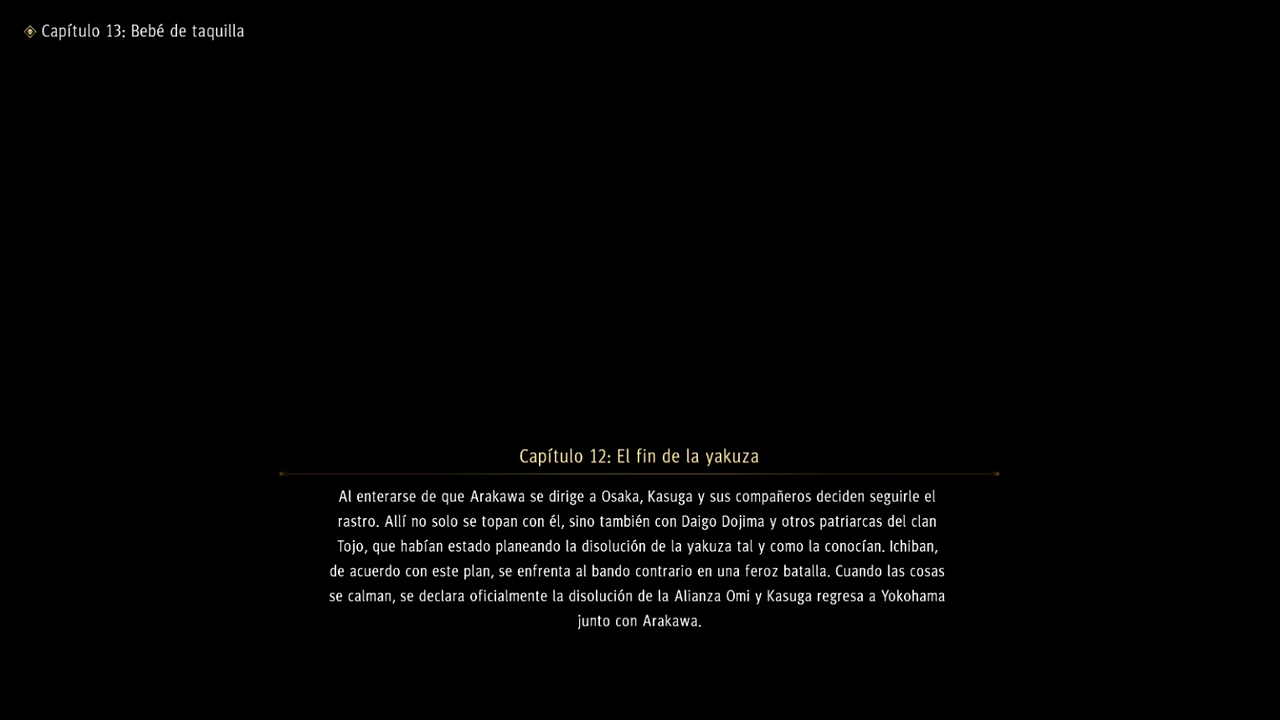 Capítulo 13: Bebé de taquilla
Capítulo 12: El fin de la yakuza
Al enterarse de que Arakawa se dirige a Osaka, Kasuga y sus compañeros deciden seguirle el
rastro. Allí no solo se topan con él, sino también con Daigo Dojima y otros patriarcas del clan
Tojo, que habían estado planeando la disolución de la yakuza tal y como la conocían. Ichiban,
de acuerdo con este plan, se enfrenta al bando contrario en una feroz batalla. Cuando las cosas
se calman, se declara oficialmente la disolución de la Alianza Omi y Kasuga regresa a Yokohama
junto con Arakawa.